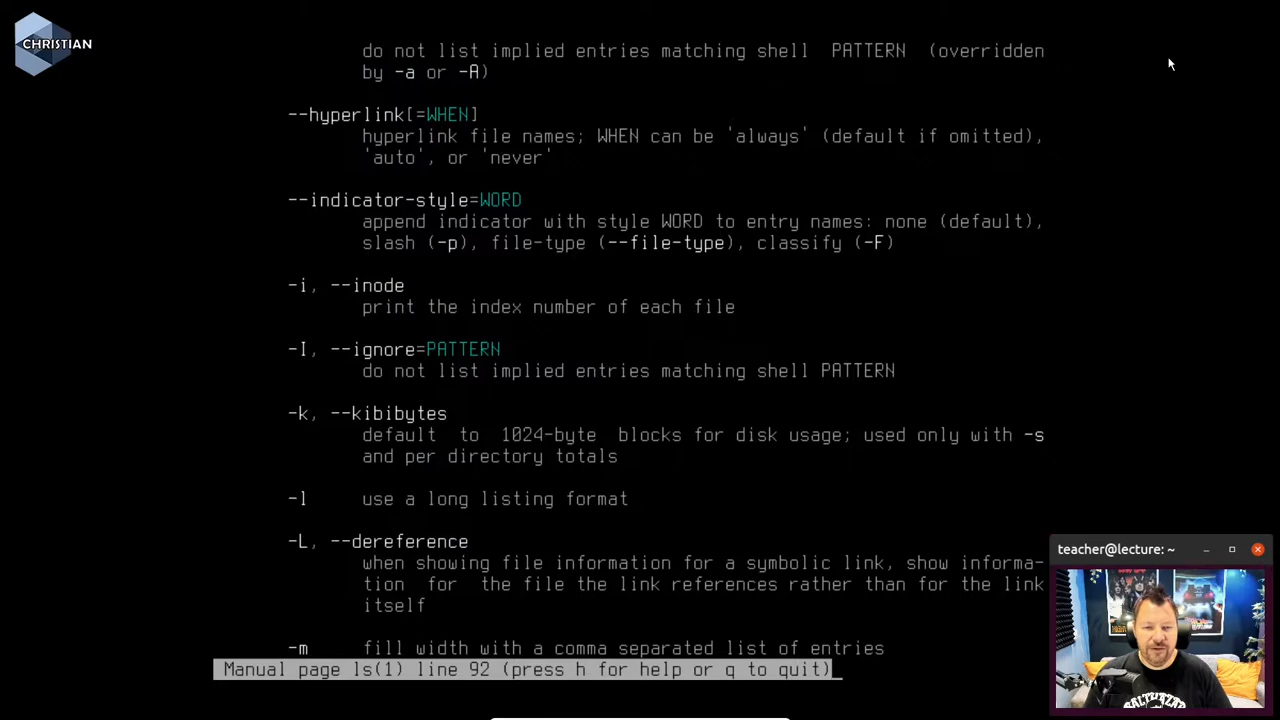 CHRISTIAN
do not list implied entries matching shell PATTERN (overridden
by -a or -A)
--hyperlink[=WHEN]
hyperlink file names; WHEN can be 'always' (default if omitted),
'auto', or 'never'
--indicator-style=WORD
append indicator with style WORD to entry names: none (default),
slash (-p), file-type (--file-type), classify (-F)
-i, --inode
print the index number of each file
-I, --ignore=PATTERN
do not list implied entries matching shell PATTERN
-k, --kibibytes
default to 1024-byte blocks for disk usage; used only with -s
and per directory totals
-l use a long listing format
-L, --dereference
when showing file information for a symbolic link, show informa-
tion for the file the link references rather than for the link
itself
-m fill width with a comma separated list of entries
Manual page ls(1) line 92 (press h for help or q to quit)
teacher@lecture: ~